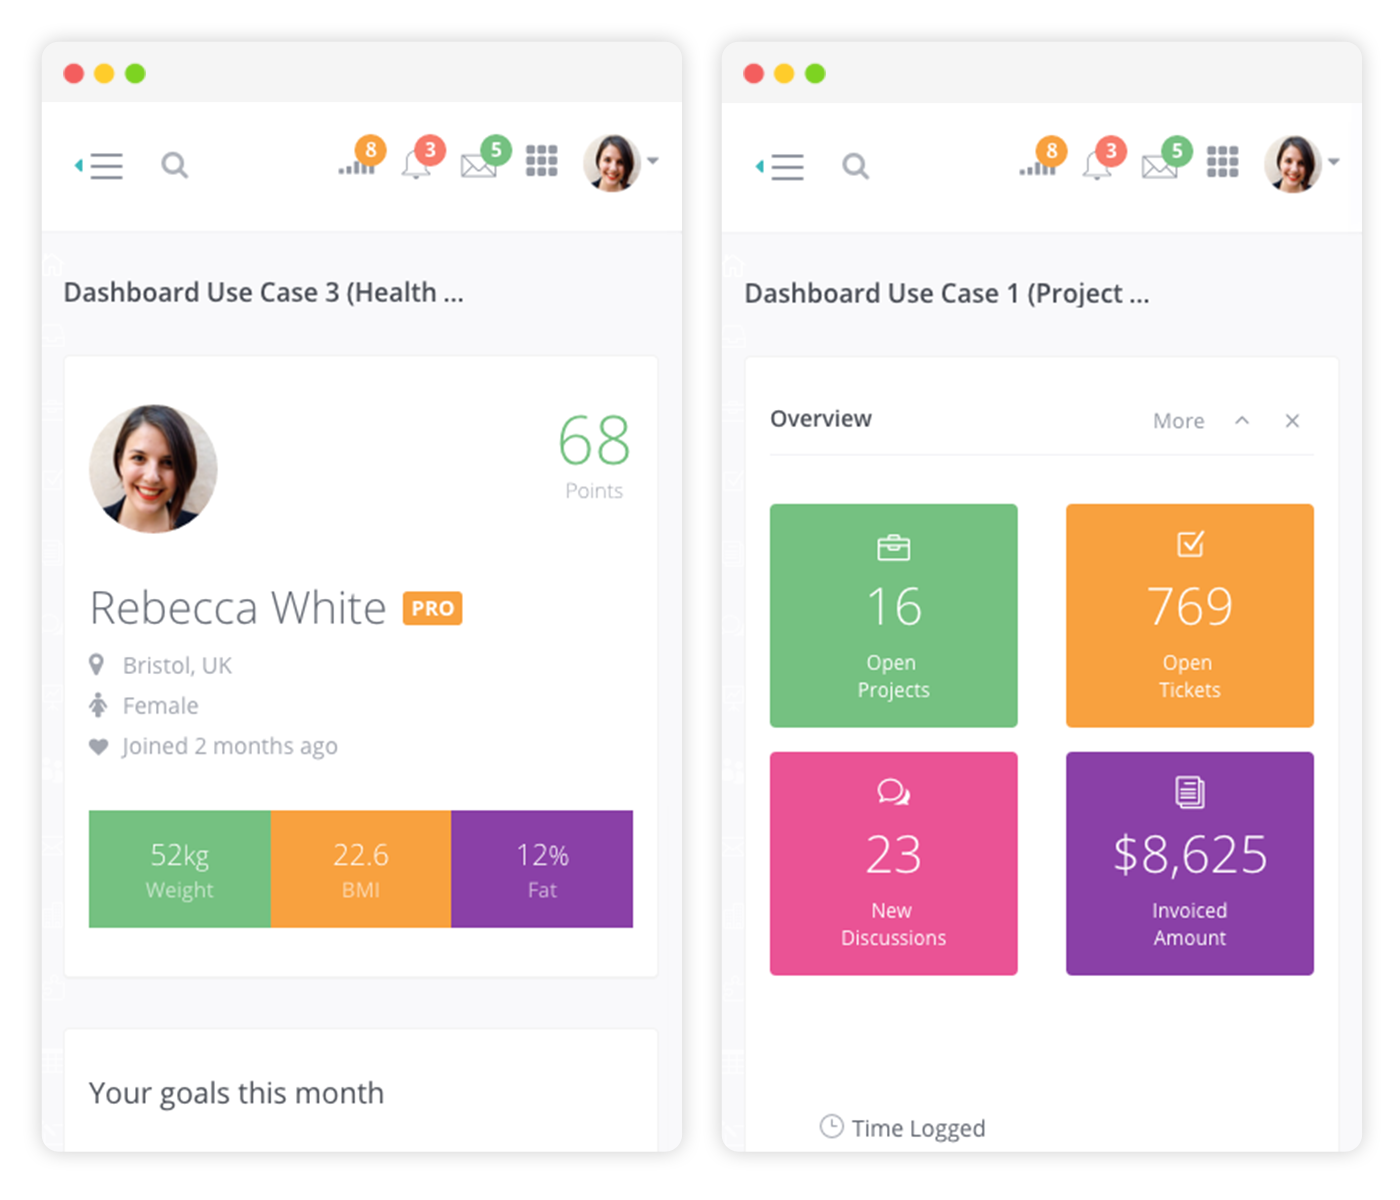 8 3 5
Dashboard Use Case 3 (Health ...
68
Points
Rebecca White PRO
Bristol, UK
Female
Joined 2 months ago
52kg 22.6 12%
Weight BMI Fat
Your goals this month
8 3 5
Dashboard Use Case 1 (Project ...
Overview More
16
Open
Projects
769
Open
Tickets
23
New
Discussions
$8,625
Invoiced
Amount
Time Logged